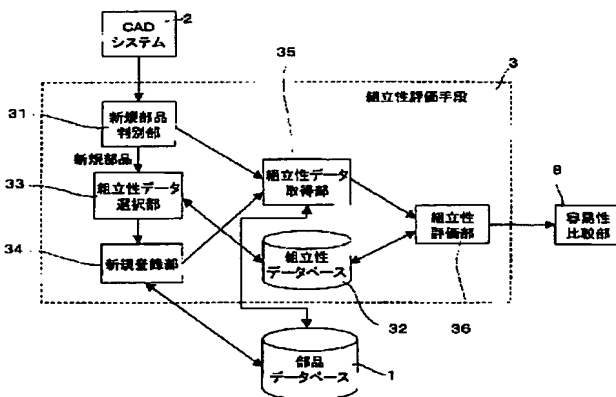 CAD
システム
2
35
3
組立性評価手段
31
新規部品
判別部
新規部品
33
組立性データ
選択部
組立性データ
取得部
8
組立性
評価部
容易性
比較部
34
新規登録部
組立性
データベース
32
36
部品
データベース
1